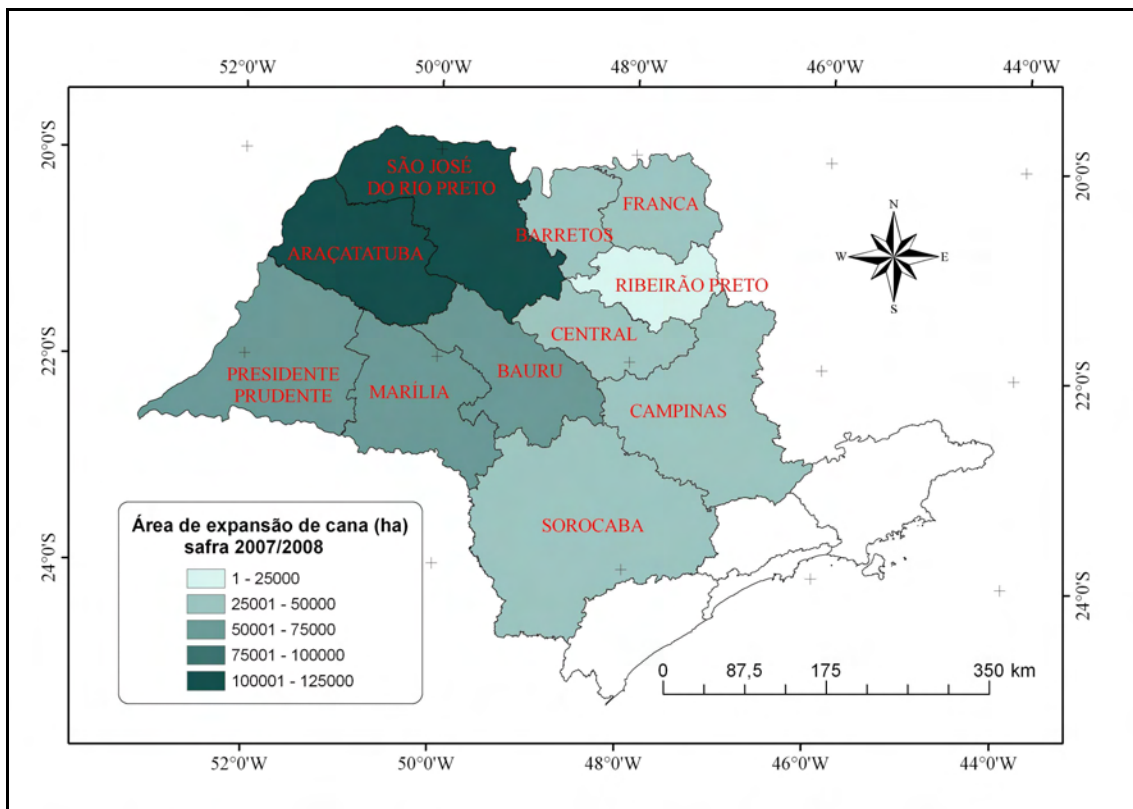 52°0'W 50°0'W 48°0'W 46°0'W 44°0'W
20°0'S
20°0'S
SÃO JOSÉ
DO RIO PRETO
FRANCA
BARRETOS
N
W E
S
ARAÇATATUBA
RIBEIRÃO PRETO
CENTRAL
22°0'S
22°0'S
PRESIDENTE
PRUDENTE
MARÍLIA
BAURU
CAMPINAS
SOROCABA
24°0'S
24°0'S
Área de expansão de cana (ha)
safra 2007/2008
1 - 25000
25001 - 50000
50001 - 75000
75001 - 100000
100001 - 125000
0 87,5 175 350 km
52°0'W 50°0'W 48°0'W 46°0'W 44°0'W